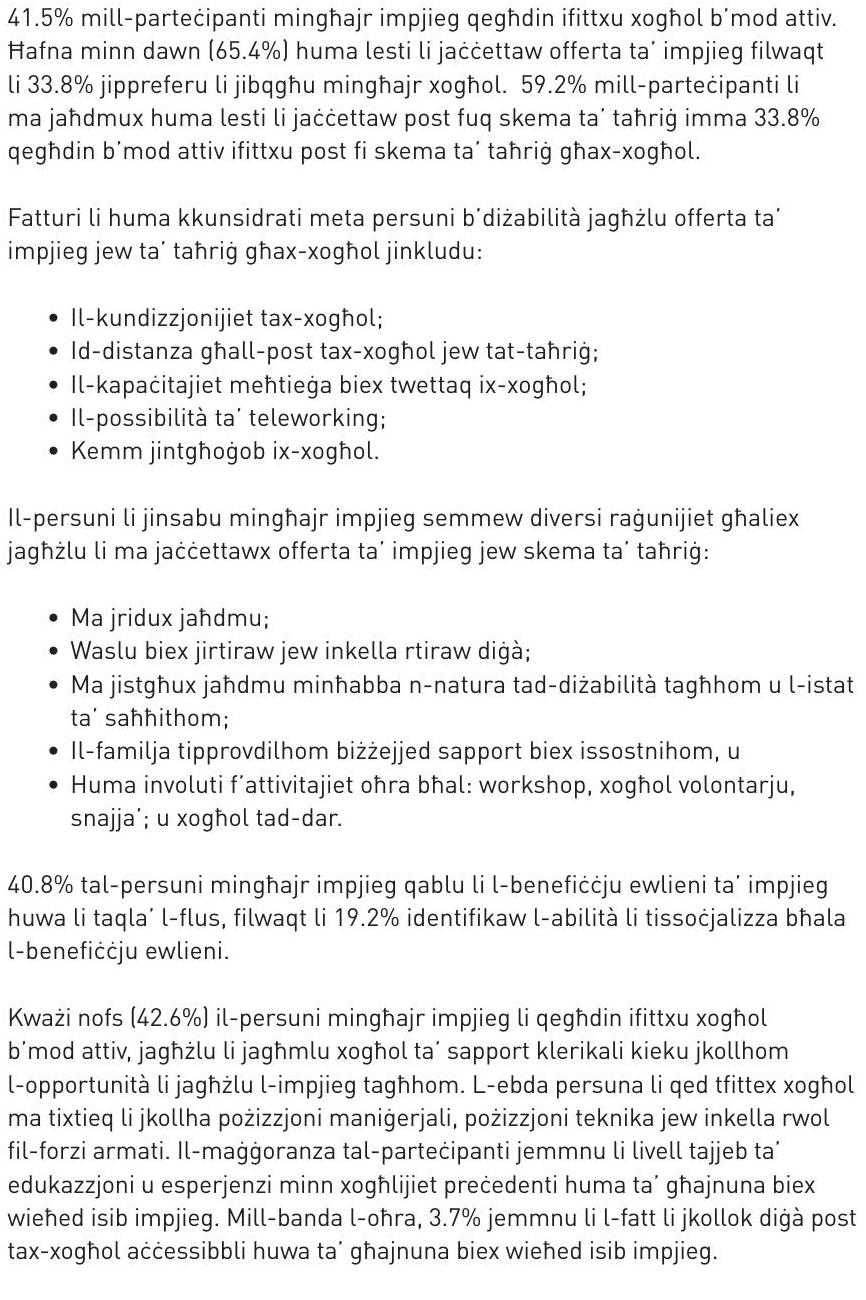 41.5% mill-parteċipanti mingħajr impjieg qegħdin ifittxu xogħol b’mod attiv.
Ħafna minn dawn (65.4%) huma lesti li jaċċettaw offerta ta’ impjieg filwaqt
li 33.8% jippreferu li jibqgħu mingħajr xogħol.  59.2% mill-parteċipanti li
ma jaħdmux huma lesti li jaċċettaw post fuq skema ta’ taħriġ imma 33.8%
qegħdin b’mod attiv ifittxu post fi skema ta’ taħriġ għax-xogħol.

Fatturi li huma kkunsidrati meta persuni b’diżabilità jagħżlu offerta ta’
impjieg jew ta’ taħriġ għax-xogħol jinkludu:

• Il-kundizzjonijiet tax-xogħol;
• Id-distanza għall-post tax-xogħol jew tat-taħriġ;
• Il-kapaċitajiet meħtieġa biex twettaq ix-xogħol;
• Il-possibilità ta’ teleworking;
• Kemm jintgħoġob ix-xogħol.

Il-persuni li jinsabu mingħajr impjieg semmew diversi raġunijiet għaliex
jagħżlu li ma jaċċettawx offerta ta’ impjieg jew skema ta’ taħriġ:

• Ma jridux jaħdmu;
• Waslu biex jirtiraw jew inkella rtiraw diġà;
• Ma jistgħux jaħdmu minħabba n-natura tad-diżabilità tagħhom u l-istat
ta’ saħħithom;
• Il-familja tipprovdilhom biżżejjed sapport biex issostnihom, u
• Huma involuti f’attivitajiet oħra bħal: workshop, xogħol volontarju,
snajja’; u xogħol tad-dar.

40.8% tal-persuni mingħajr impjieg qablu li l-benefiċċju ewlieni ta’ impjieg
huwa li taqla’ l-flus, filwaqt li 19.2% identifikaw l-abilità li tissoċjalizza bħala
l-benefiċċju ewlieni.

Kważi nofs (42.6%) il-persuni mingħajr impjieg li qegħdin ifittxu xogħol
b’mod attiv, jagħżlu li jagħmlu xogħol ta’ sapport klerikali kieku jkollhom
l-opportunità li jagħżlu l-impjieg tagħhom. L-ebda persuna li qed tfittex xogħol
ma tixtieq li jkollha pożizzjoni maniġerjali, pożizzjoni teknika jew inkella rwol
fil-forzi armati. Il-maġġoranza tal-parteċipanti jemmnu li livell tajjeb ta’
edukazzjoni u esperjenzi minn xogħlijiet preċedenti huma ta’ għajnuna biex
wieħed isib impjieg. Mill-banda l-oħra, 3.7% jemmnu li l-fatt li jkollok diġà post
tax-xogħol aċċessibbli huwa ta’ għajnuna biex wieħed isib impjieg.